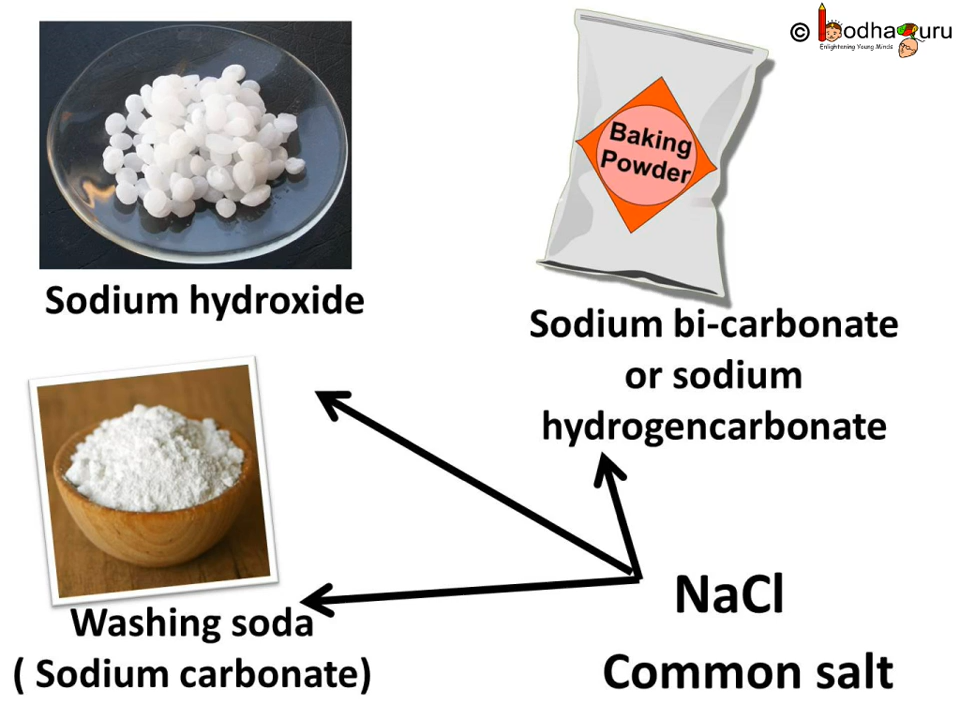 © BodhaGuru
Enlightening Young Minds
Baking
Powder
Sodium hydroxide
Sodium bi-carbonate
or sodium
hydrogencarbonate
Washing soda
( Sodium carbonate)
NaCl
Common salt